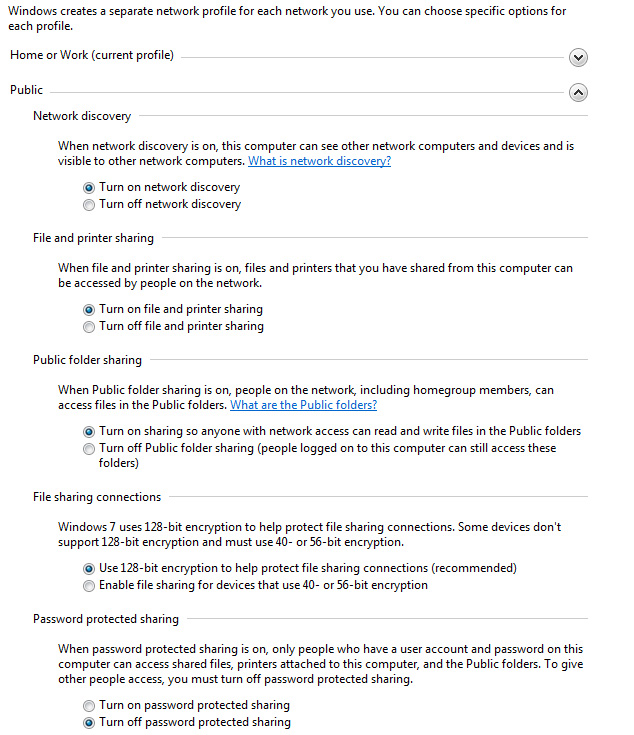 Windows creates a separate network profile for each network you use. You can choose specific options for
each profile.
Home or Work (current profile)
Public
Network discovery
When network discovery is on, this computer can see other network computers and devices and is
visible to other network computers. What is network discovery?
Turn on network discovery
Turn off network discovery
File and printer sharing
When file and printer sharing is on, files and printers that you have shared from this computer can
be accessed by people on the network.
Turn on file and printer sharing
Turn off file and printer sharing
Public folder sharing
When Public folder sharing is on, people on the network, including homegroup members, can
access files in the Public folders. What are the Public folders?
Turn on sharing so anyone with network access can read and write files in the Public folders
Turn off Public folder sharing (people logged on to this computer can still access these
folders)
File sharing connections
Windows 7 uses 128-bit encryption to help protect file sharing connections. Some devices don't
support 128-bit encryption and must use 40- or 56-bit encryption.
Use 128-bit encryption to help protect file sharing connections (recommended)
Enable file sharing for devices that use 40- or 56-bit encryption
Password protected sharing
When password protected sharing is on, only people who have a user account and password on this
computer can access shared files, printers attached to this computer, and the Public folders. To give
other people access, you must turn off password protected sharing.
Turn on password protected sharing
Turn off password protected sharing